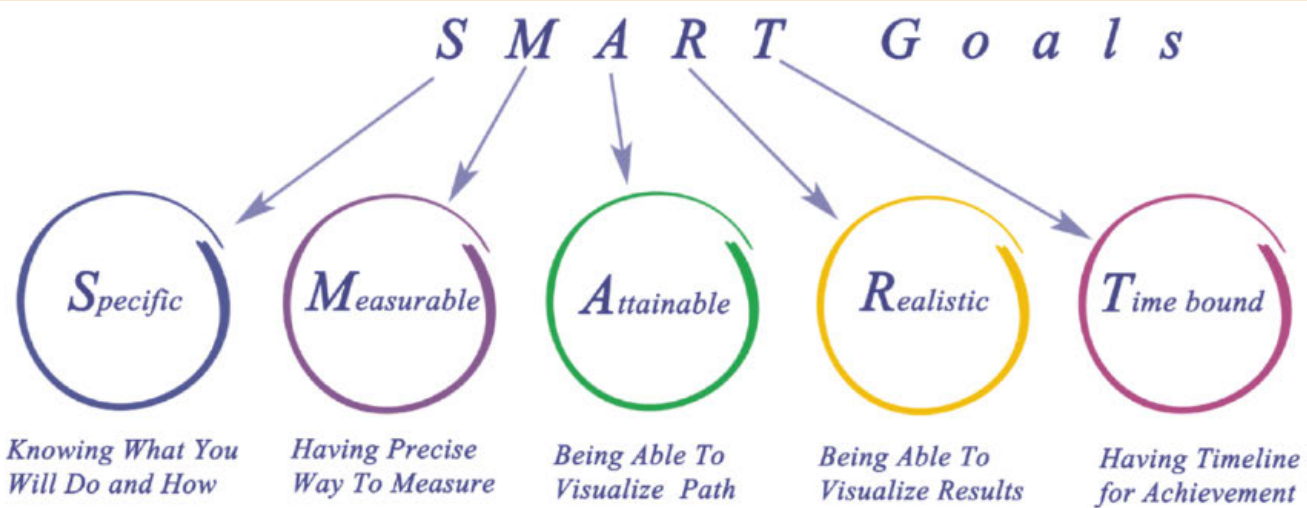 SMART Goals
Specific
Measurable
Attainable
Realistic
Time bound
Knowing What You
Will Do and How
Having Precise
Way To Measure
Being Able To
Visualize Path
Being Able To
Visualize Results
Having Timeline
for Achievement